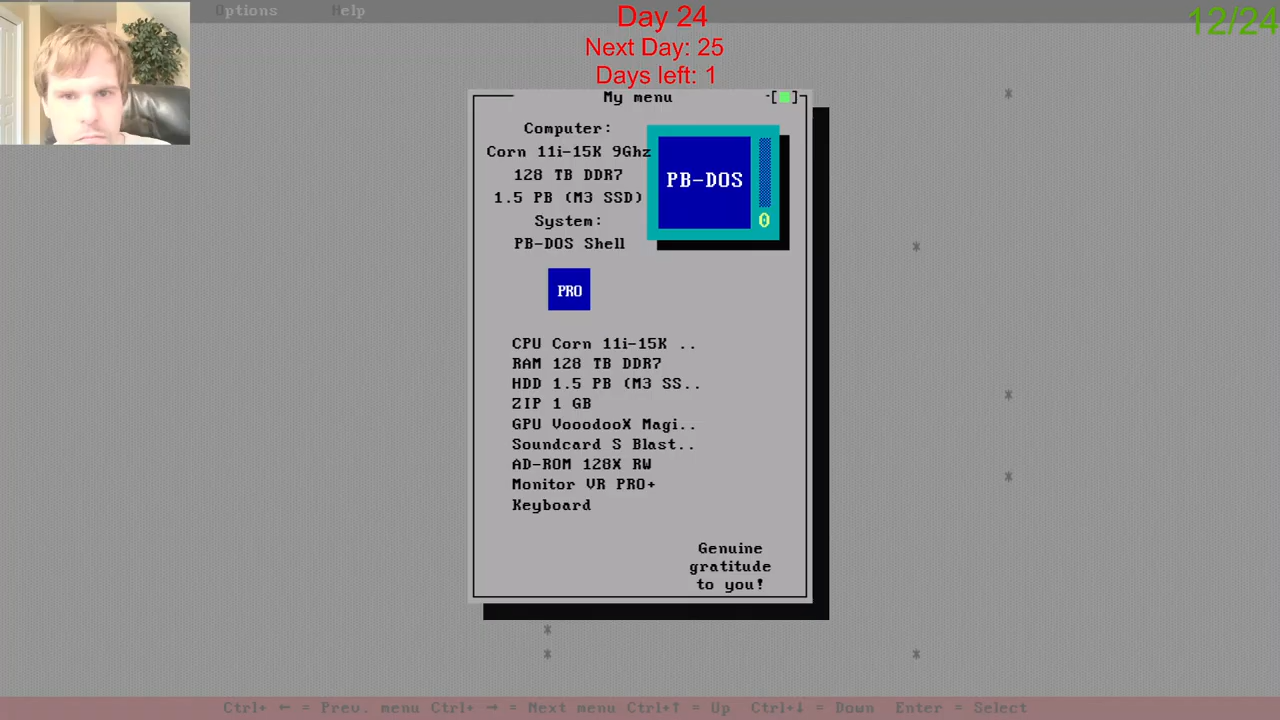 Options Help
Day 24
Next Day: 25
Days left: 1
12/24
My menu
Computer:
Corn 11i-15K 9Ghz
128 TB DDR7
1.5 PB (M3 SSD)
System:
PB-DOS Shell
PB-DOS
0
PRO
CPU Corn 11i-15K ..
RAM 128 TB DDR7
HDD 1.5 PB (M3 SS..
ZIP 1 GB
GPU VooodooX Magi..
Soundcard S Blast..
AD-ROM 128X RW
Monitor VR PRO+
Keyboard
Genuine
gratitude
to you!
Ctrl+ ← = Prev. menu Ctrl+ → = Next menu Ctrl+↑ = Up Ctrl+↓ = Down Enter = Select